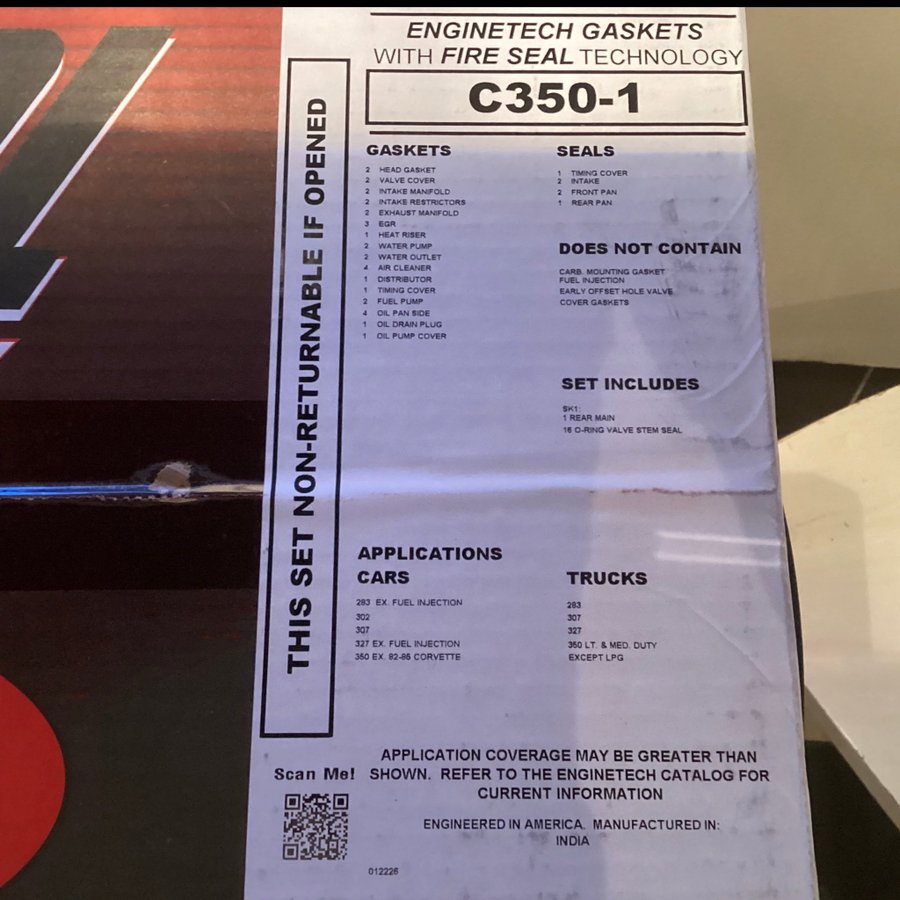 ENGINETECH GASKETS
WITH FIRE SEAL TECHNOLOGY
C350-1
THIS SET NON-RETURNABLE IF OPENED
GASKETS
2 HEAD GASKET
2 VALVE COVER
2 INTAKE MANIFOLD
2 INTAKE RESTRICTORS
2 EXHAUST MANIFOLD
3 EGR
1 HEAT RISER
2 WATER PUMP
2 WATER OUTLET
4 AIR CLEANER
1 DISTRIBUTOR
1 TIMING COVER
2 FUEL PUMP
4 OIL PAN SIDE
1 OIL DRAIN PLUG
1 OIL PUMP COVER
SEALS
1 TIMING COVER
2 INTAKE
2 FRONT PAN
1 REAR PAN
DOES NOT CONTAIN
CARB. MOUNTING GASKET
FUEL INJECTION
EARLY OFFSET HOLE VALVE
COVER GASKETS
SET INCLUDES
SK1:
1 REAR MAIN
16 O-RING VALVE STEM SEAL
APPLICATIONS
CARS
283 EX. FUEL INJECTION
302
307
327 EX. FUEL INJECTION
350 EX. 82-86 CORVETTE
TRUCKS
283
307
327
350 LT. & MED. DUTY
EXCEPT LPG
Scan Me!
APPLICATION COVERAGE MAY BE GREATER THAN
SHOWN. REFER TO THE ENGINETECH CATALOG FOR
CURRENT INFORMATION
ENGINEERED IN AMERICA. MANUFACTURED IN:
INDIA
012226